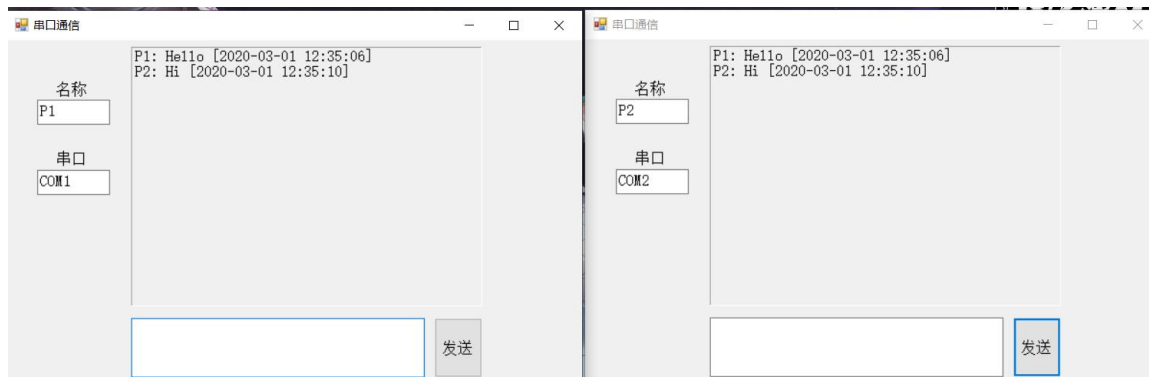 串口通信
P1: Hello [2020-03-01 12:35:06]
P2: Hi [2020-03-01 12:35:10]
名称
P1
串口
COM1
发送
串口通信
P1: Hello [2020-03-01 12:35:06]
P2: Hi [2020-03-01 12:35:10]
名称
P2
串口
COM2
发送